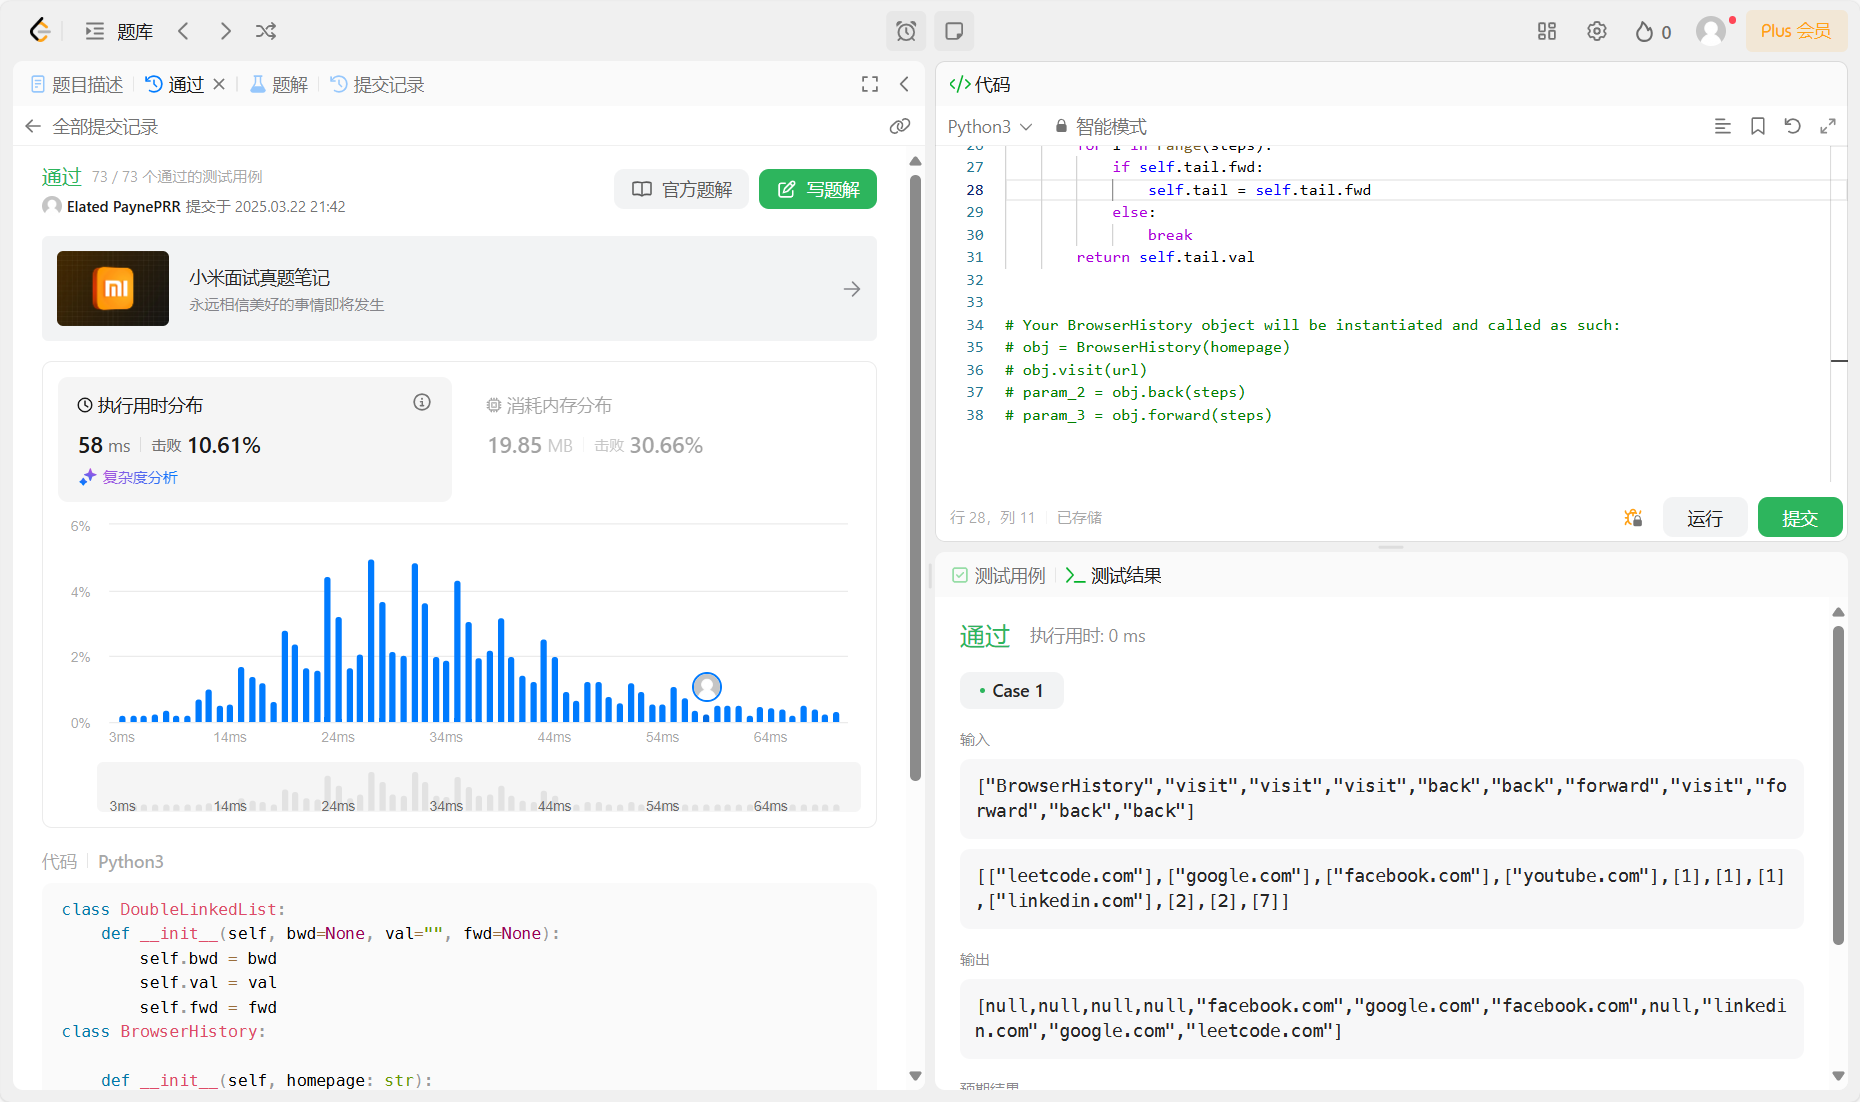 题库
0
Plus 会员
题目描述
通过
题解
提交记录
全部提交记录
通过 73 / 73 个通过的测试用例
Elated PaynePRR 提交于 2025.03.22 21:42
官方题解
写题解
小米面试真题笔记
永远相信美好的事情即将发生
执行用时分布
58 ms 击败 10.61%
复杂度分析
消耗内存分布
19.85 MB 击败 30.66%
6%
4%
2%
0%
3ms 14ms 24ms 34ms 44ms 54ms 64ms
3ms 14ms 24ms 34ms 44ms 54ms 64ms
代码 Python3
class DoubleLinkedList:
    def __init__(self, bwd=None, val="", fwd=None):
        self.bwd = bwd
        self.val = val
        self.fwd = fwd
class BrowserHistory:
    def __init__(self, homepage: str):
</>代码
Python3 智能模式
26 for i in range(steps):
27 if self.tail.fwd:
28 self.tail = self.tail.fwd
29 else:
30 break
31 return self.tail.val
32
33
34 # Your BrowserHistory object will be instantiated and called as such:
35 # obj = BrowserHistory(homepage)
36 # obj.visit(url)
37 # param_2 = obj.back(steps)
38 # param_3 = obj.forward(steps)
行 28, 列 11 已存储
运行
提交
测试用例
测试结果
通过 执行用时: 0 ms
• Case 1
输入
["BrowserHistory","visit","visit","visit","back","back","forward","visit","fo
rward","back","back"]
[["leetcode.com"],["google.com"],["facebook.com"],["youtube.com"],[1],[1],[1]
,["linkedin.com"],[2],[2],[7]]
输出
[null,null,null,null,"facebook.com","google.com","facebook.com",null,"linkedi
n.com","google.com","leetcode.com"]
预期结果